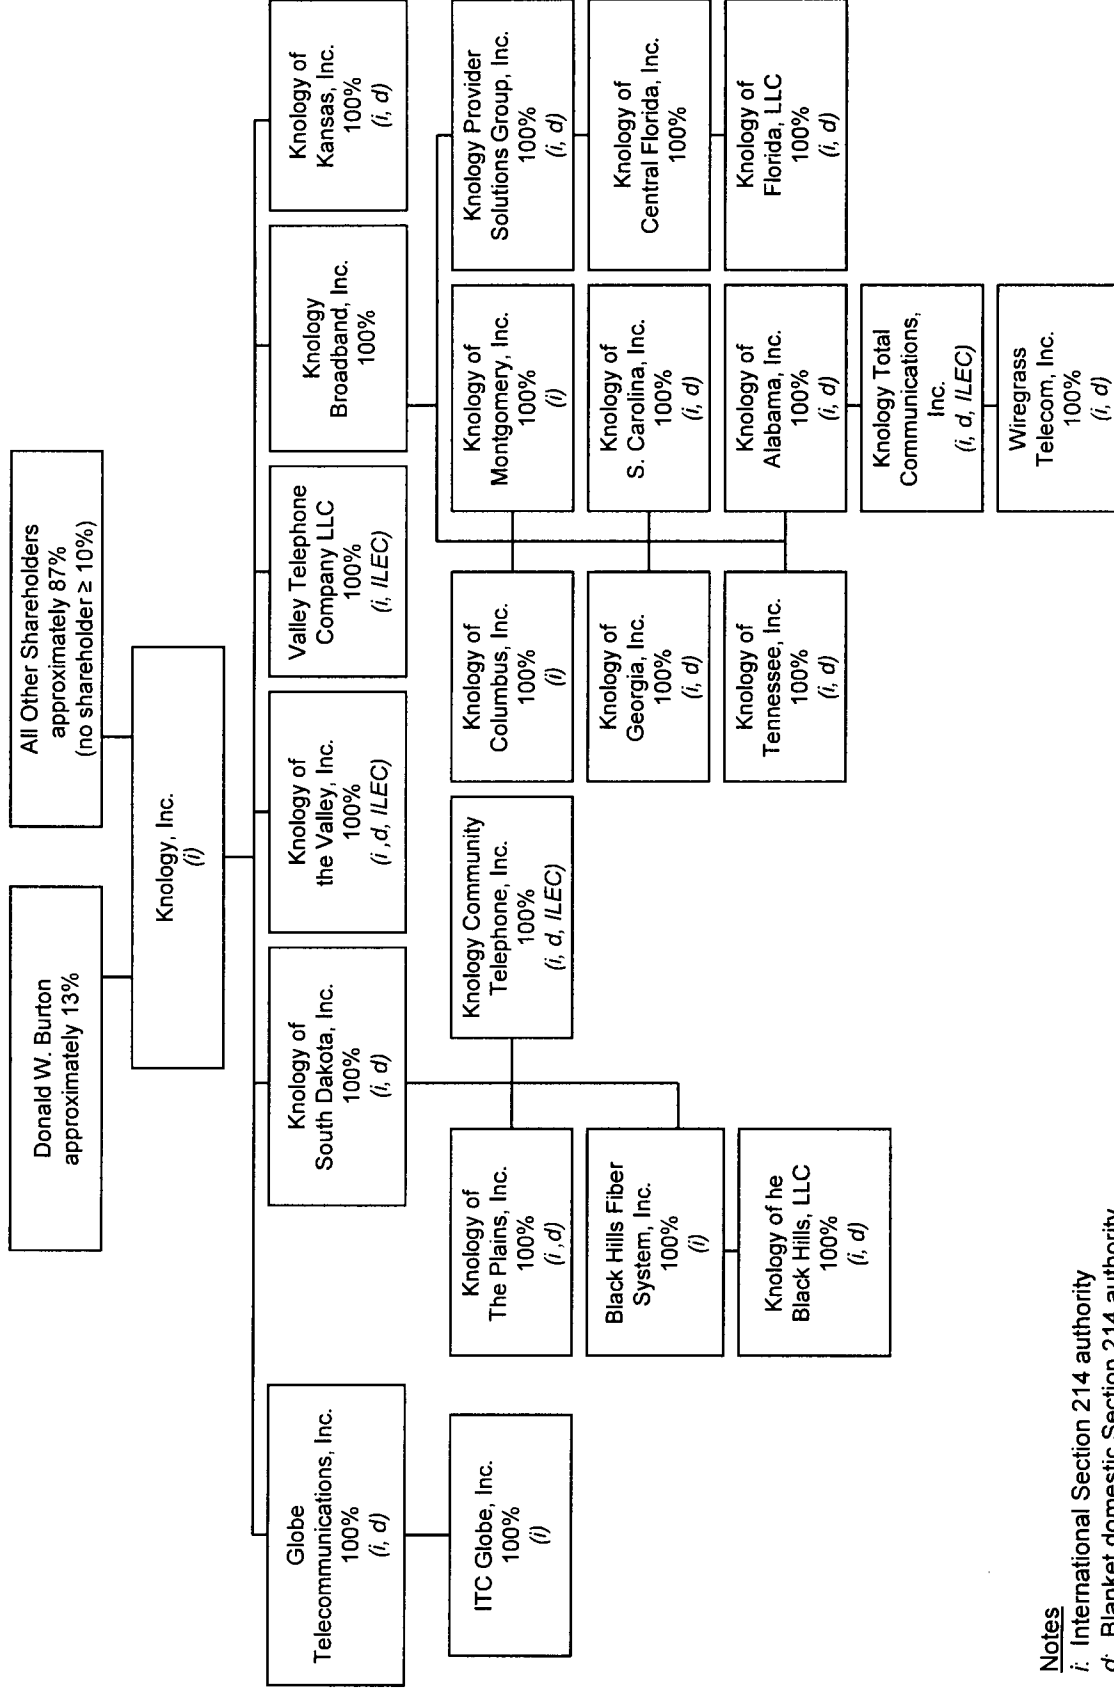 Donald W. Burton
approximately 13%
All Other Shareholders
approximately 87%
(no shareholder ≥ 10%)
Knology, Inc.
(i)
Globe
Telecommunications, Inc.
100%
(i, d)
Knology of
South Dakota, Inc.
100%
(i, d)
Knology of
the Valley, Inc.
100%
(i ,d, ILEC)
Valley Telephone
Company LLC
100%
(i, ILEC)
Knology
Broadband, Inc.
100%
Knology of
Kansas, Inc.
100%
(i, d)
ITC Globe, Inc.
100%
(i)
Knology of
The Plains, Inc.
100%
(i ,d)
Knology Community
Telephone, Inc.
100%
(i, d, ILEC)
Knology of
Columbus, Inc.
100%
(i)
Knology of
Montgomery, Inc.
100%
(i)
Knology Provider
Solutions Group, Inc.
100%
(i, d)
Black Hills Fiber
System, Inc.
100%
(i)
Knology of
Georgia, Inc.
100%
(i, d)
Knology of
S. Carolina, Inc.
100%
(i, d)
Knology of
Central Florida, Inc.
100%
Knology of he
Black Hills, LLC
100%
(i, d)
Knology of
Tennessee, Inc.
100%
(i, d)
Knology of
Alabama, Inc.
100%
(i, d)
Knology of
Florida, LLC
100%
(i, d)
Knology Total
Communications,
Inc.
(i, d, ILEC)
Wiregrass
Telecom, Inc.
100%
(i, d)
Notes
i: International Section 214 authority
d: Blanket domestic Section 214 authority